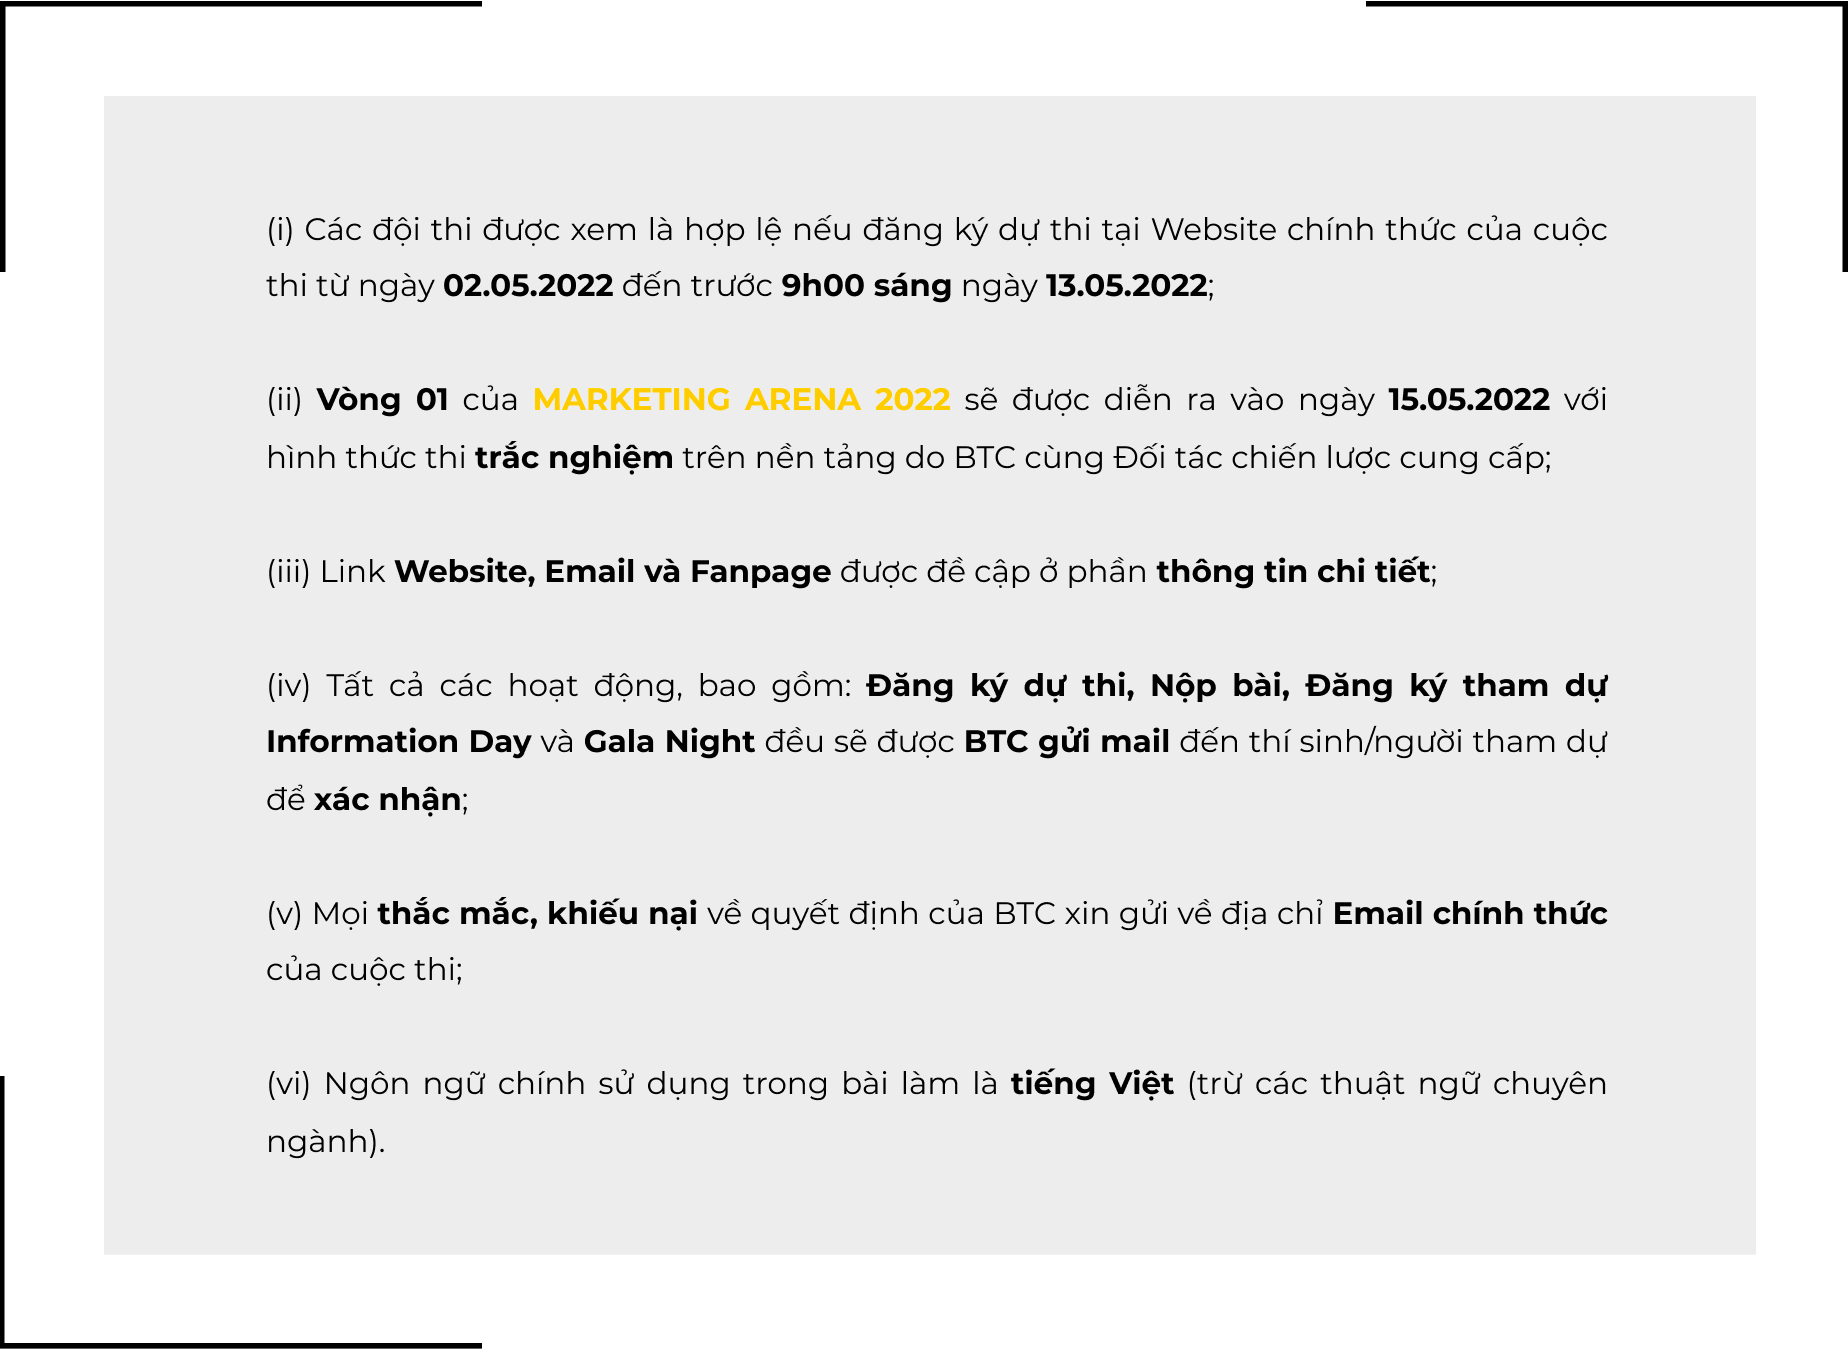 (i) Các đội thi được xem là hợp lệ nếu đăng ký dự thi tại Website chính thức của cuộc
thi từ ngày 02.05.2022 đến trước 9h00 sáng ngày 13.05.2022;
(ii) Vòng 01 của MARKETING ARENA 2022 sẽ được diễn ra vào ngày 15.05.2022 với
hình thức thi trắc nghiệm trên nền tảng do BTC cùng Đối tác chiến lược cung cấp;
(iii) Link Website, Email và Fanpage được đề cập ở phần thông tin chi tiết;
(iv) Tất cả các hoạt động, bao gồm: Đăng ký dự thi, Nộp bài, Đăng ký tham dự
Information Day và Gala Night đều sẽ được BTC gửi mail đến thí sinh/người tham dự
để xác nhận;
(v) Mọi thắc mắc, khiếu nại về quyết định của BTC xin gửi về địa chỉ Email chính thức
của cuộc thi;
(vi) Ngôn ngữ chính sử dụng trong bài làm là tiếng Việt (trừ các thuật ngữ chuyên
ngành).